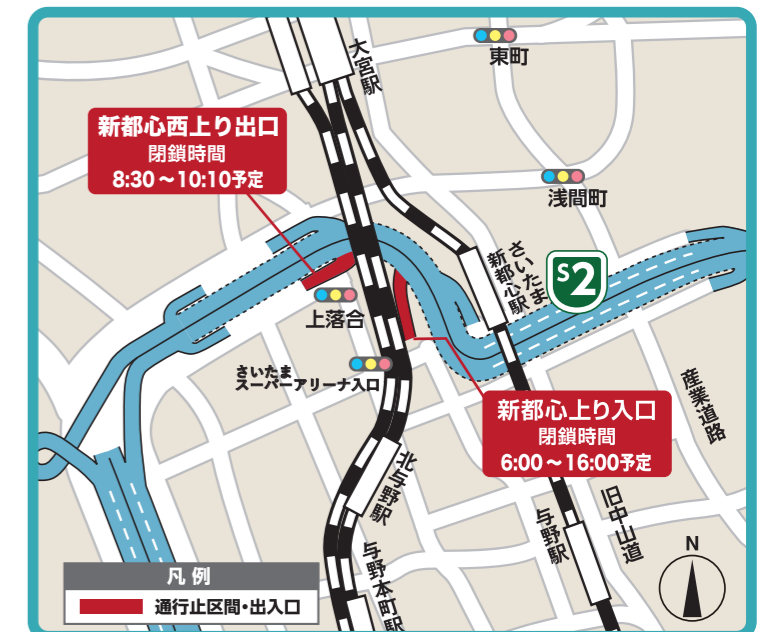 大宮駅
東町
新都心西上り出口
閉鎖時間
8:30～10:10予定
浅間町
さいたま
新都心駅
S2
上落合
さいたま
スーパーアリーナ入口
産業道路
新都心上り入口
閉鎖時間
6:00～16:00予定
北与野駅
旧中山道
与野駅
与野本町駅
N
凡例
通行止区間・出入口